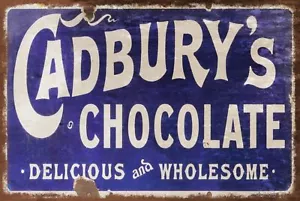 CADBURY'S
CHOCOLATE
· DELICIOUS and WHOLESOME ·